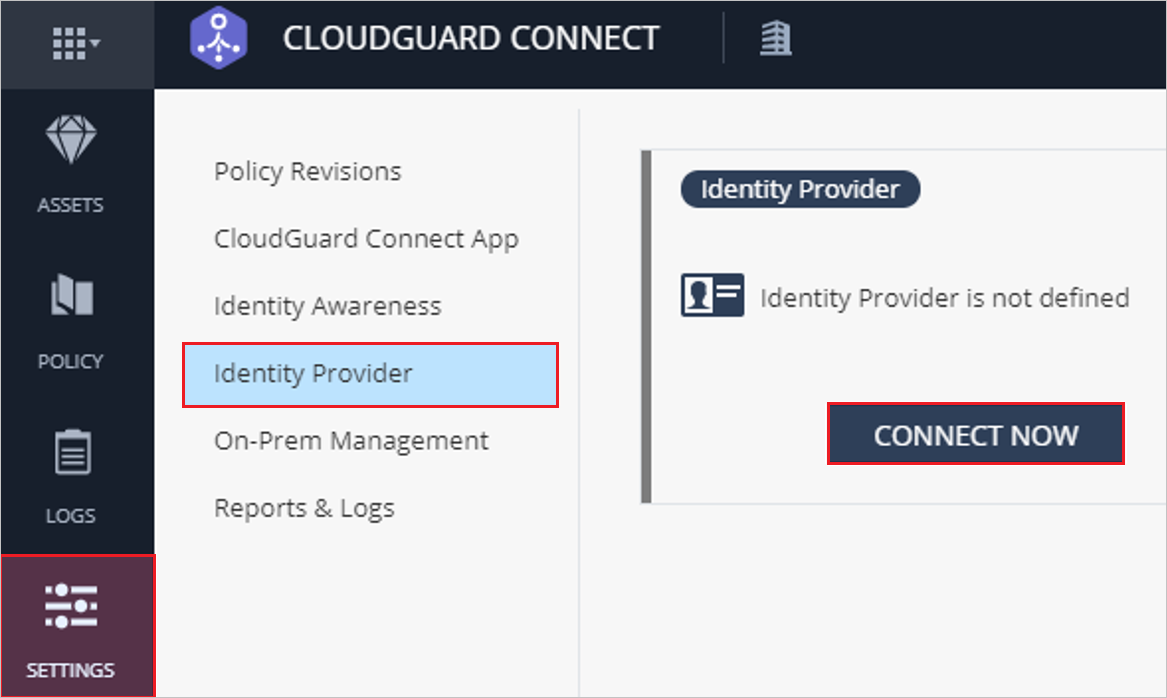 CLOUDGUARD CONNECT
ASSETS
POLICY
LOGS
SETTINGS
Policy Revisions
CloudGuard Connect App
Identity Awareness
Identity Provider
On-Prem Management
Reports & Logs
Identity Provider
Identity Provider is not defined
CONNECT NOW